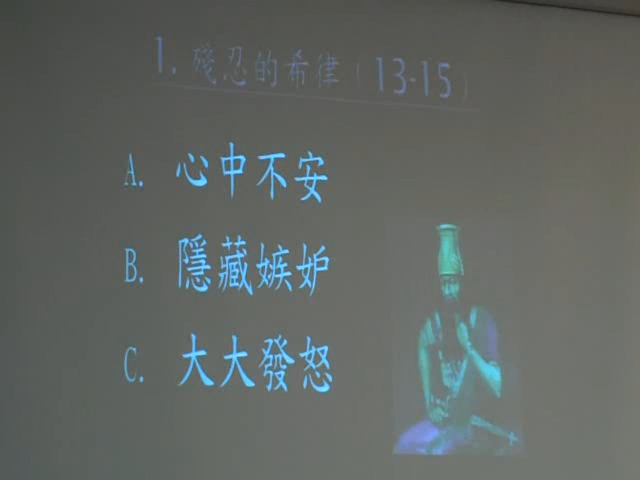 1. 殘忍的希律（13-15）
A. 心中不安
B. 隱藏嫉妒
C. 大大發怒